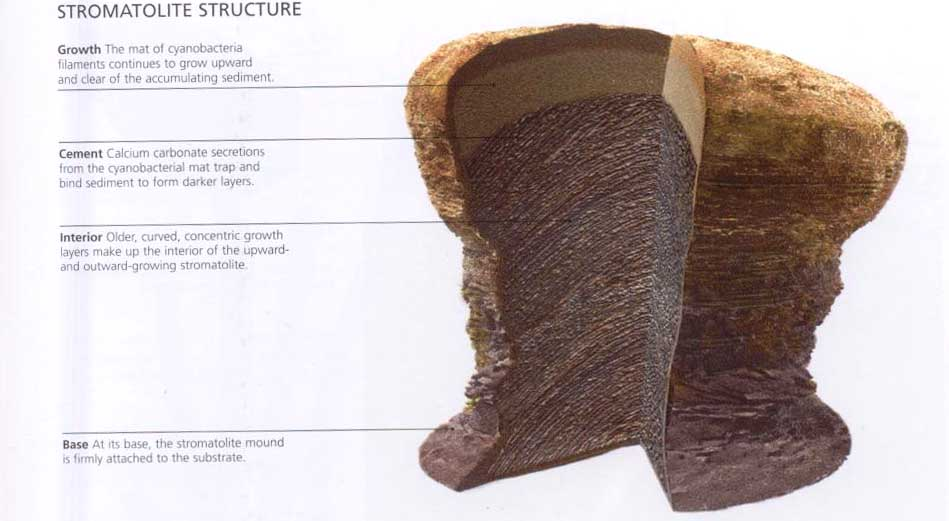 STROMATOLITE STRUCTURE
Growth The mat of cyanobacteria
filaments continues to grow upward
and clear of the accumulating sediment.
Cement Calcium carbonate secretions
from the cyanobacterial mat trap and
bind sediment to form darker layers.
Interior Older, curved, concentric growth
layers make up the interior of the upward-
and outward-growing stromatolite.
Base At its base, the stromatolite mound
is firmly attached to the substrate.